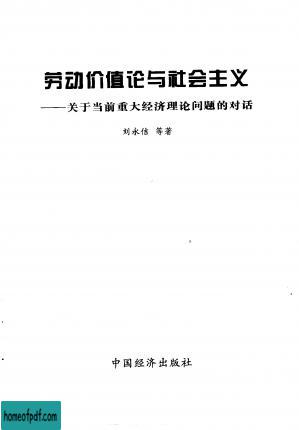 劳动价值论与社会主义
——关于当前重大经济理论问题的对话
刘永佶 等著
中国经济出版社
homeofpdf.com